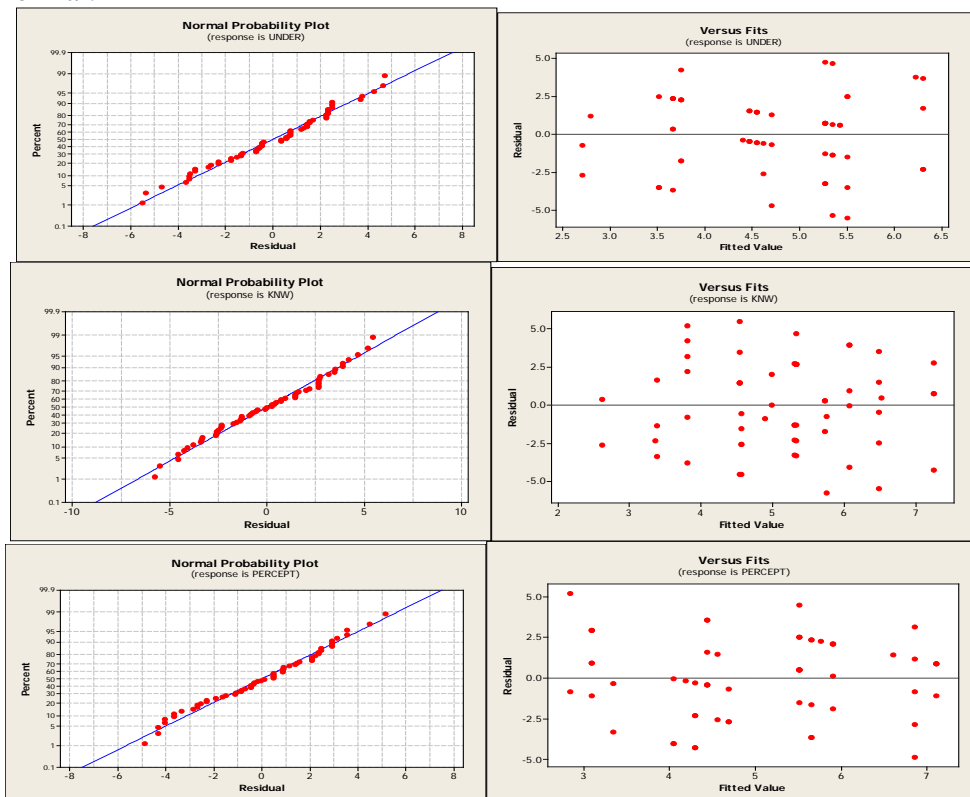 Normal Probability Plot
(response is UNDER)
99.9
99
95
90
80
70
60
50
40
30
20
10
5
1
0.1
Percent
-8 -6 -4 -2 0 2 4 6 8
Residual
Versus Fits
(response is UNDER)
5.0
2.5
0.0
-2.5
-5.0
Residual
2.5 3.0 3.5 4.0 4.5 5.0 5.5 6.0 6.5
Fitted Value
Normal Probability Plot
(response is KNW)
99.9
99
95
90
80
70
60
50
40
30
20
10
5
1
0.1
Percent
-10 -5 0 5 10
Residual
Versus Fits
(response is KNW)
5.0
2.5
0.0
-2.5
-5.0
Residual
2 3 4 5 6 7
Fitted Value
Normal Probability Plot
(response is PERCEPT)
99.9
99
95
90
80
70
60
50
40
30
20
10
5
1
0.1
Percent
-8 -6 -4 -2 0 2 4 6 8
Residual
Versus Fits
(response is PERCEPT)
5.0
2.5
0.0
-2.5
-5.0
Residual
3 4 5 6 7
Fitted Value